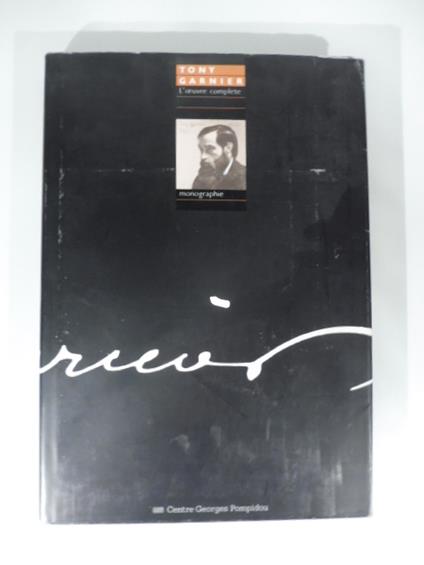 TONY
GARNIER
L'œuvre complète
monographie
Centre Georges Pompidou